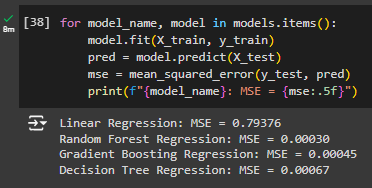 [38] for model_name, model in models.items():
model.fit(X_train, y_train)
pred = model.predict(X_test)
mse = mean_squared_error(y_test, pred)
8m
print(f"{model_name}: MSE = {mse:.5f}")
Linear Regression: MSE = 0.79376
Random Forest Regression: MSE = 0.00030
Gradient Boosting Regression: MSE = 0.00045
Decision Tree Regression: MSE = 0.00067